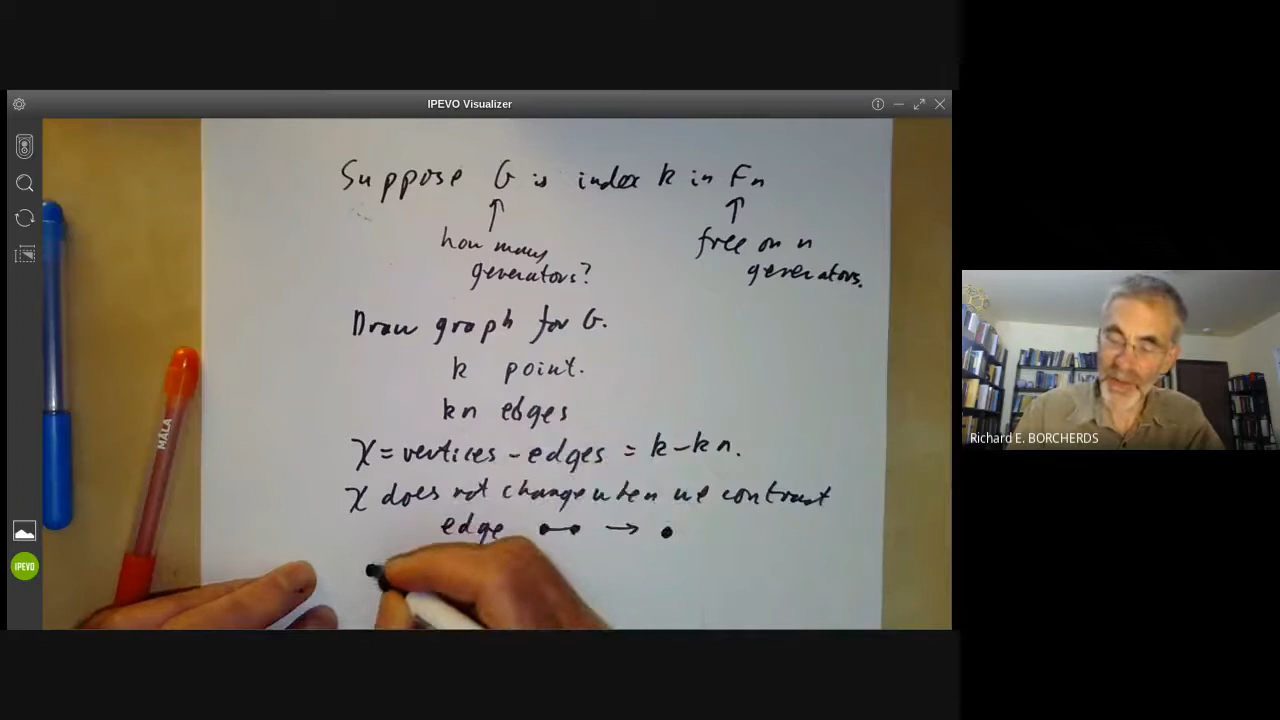 IPEVO Visualizer
Suppose G is index k in Fn
how many generators?
free on n generators.
Draw graph for G.
k point.
kn edges
χ = vertices - edges = k - kn.
χ does not change when we contract
edge •–• → •
MÅLA
IPEVO
Richard E. BORCHERDS